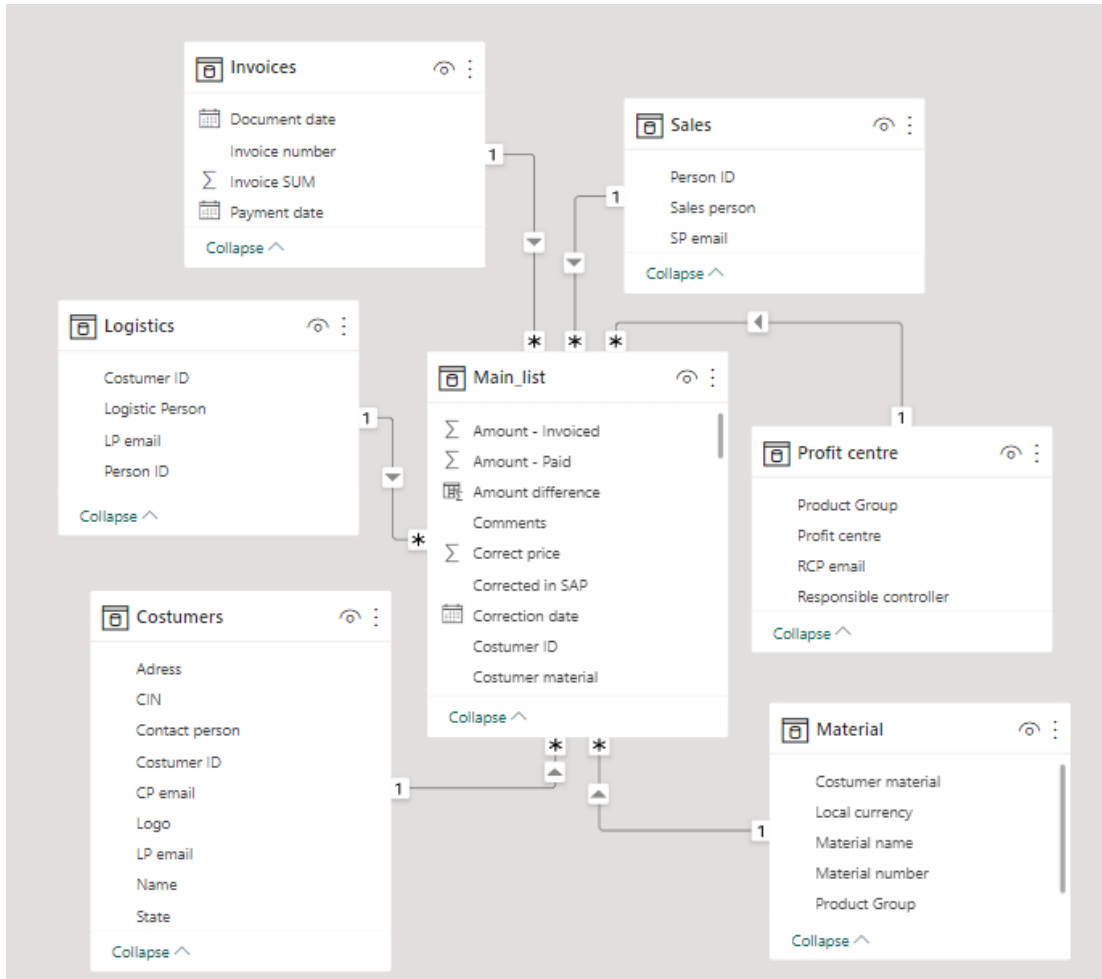 Invoices
Document date
Invoice number
Invoice SUM
Payment date
Collapse
1
Sales
Person ID
Sales person
SP email
Collapse
1
Logistics
Costumer ID
Logistic Person
LP email
Person ID
Collapse
1
*
*
*
*
Main_list
Amount - Invoiced
Amount - Paid
Amount difference
Comments
Correct price
Corrected in SAP
Correction date
Costumer ID
Costumer material
Collapse
*
*
1
Profit centre
Product Group
Profit centre
RCP email
Responsible controller
Collapse
Costumers
Adress
CIN
Contact person
Costumer ID
CP email
Logo
LP email
Name
State
Collapse
1
1
Material
Costumer material
Local currency
Material name
Material number
Product Group
Collapse